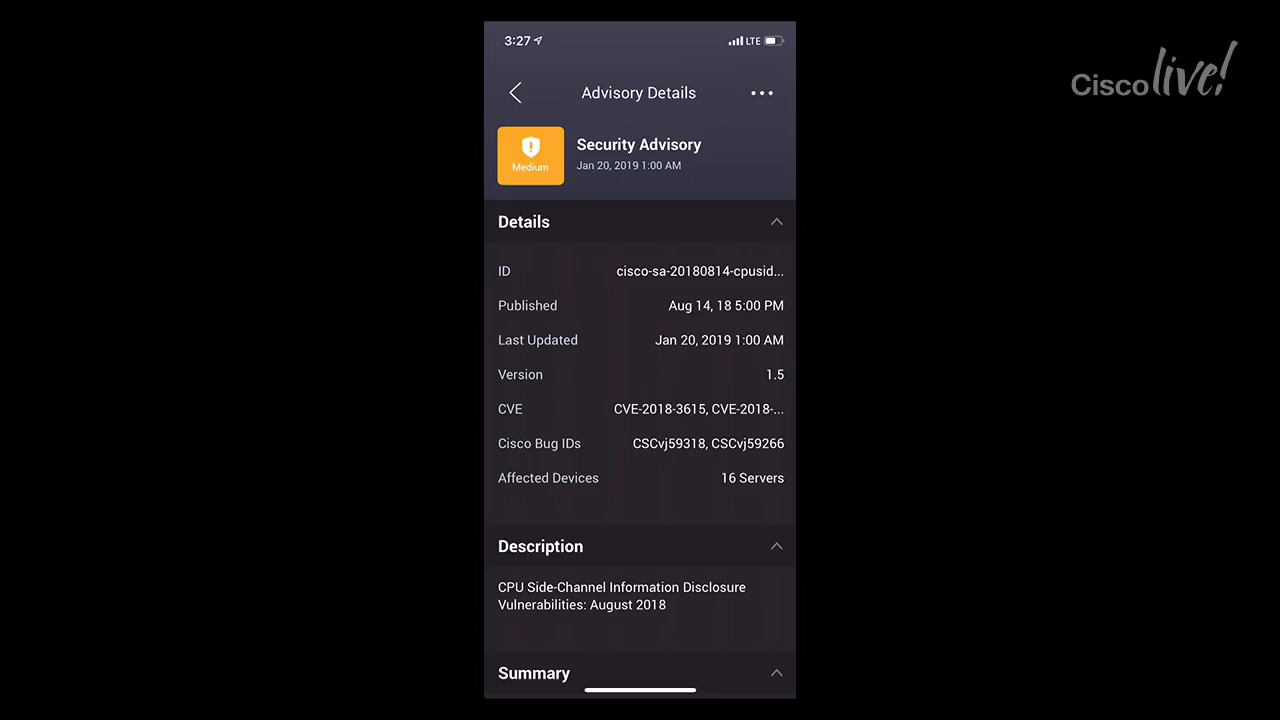 3:27
LTE
Cisco live!
Advisory Details
Medium
Security Advisory
Jan 20, 2019 1:00 AM
Details
ID cisco-sa-20180814-cpusid...
Published Aug 14, 18 5:00 PM
Last Updated Jan 20, 2019 1:00 AM
Version 1.5
CVE CVE-2018-3615, CVE-2018-...
Cisco Bug IDs CSCvj59318, CSCvj59266
Affected Devices 16 Servers
Description
CPU Side-Channel Information Disclosure
Vulnerabilities: August 2018
Summary